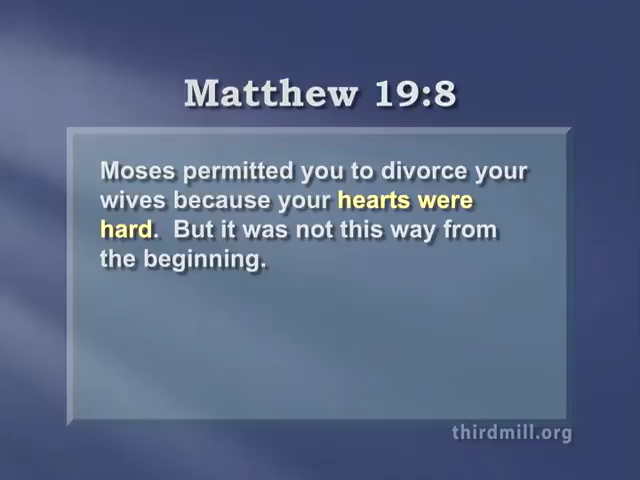 Matthew 19:8
Moses permitted you to divorce your
wives because your hearts were
hard.  But it was not this way from
the beginning.
thirdmill.org